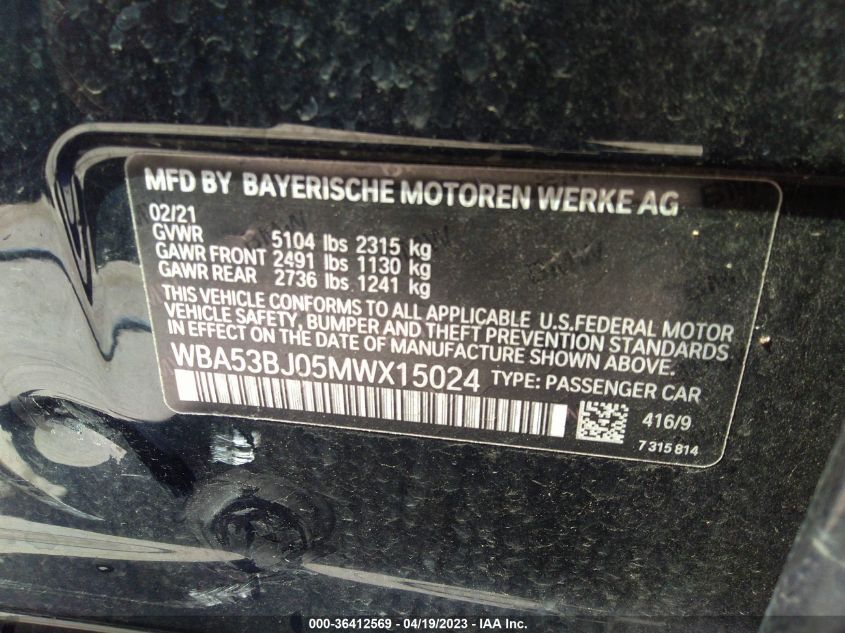 MFD BY BAYERISCHE MOTOREN WERKE AG
02/21
GVWR 5104 lbs 2315 kg
GAWR FRONT 2491 lbs 1130 kg
GAWR REAR 2736 lbs 1241 kg
THIS VEHICLE CONFORMS TO ALL APPLICABLE U.S.FEDERAL MOTOR
VEHICLE SAFETY, BUMPER AND THEFT PREVENTION STANDARDS
IN EFFECT ON THE DATE OF MANUFACTURE SHOWN ABOVE.
WBA53BJ05MWX15024 TYPE: PASSENGER CAR
416/9
7 315 814
000-36412569 - 04/19/2023 - IAA Inc.